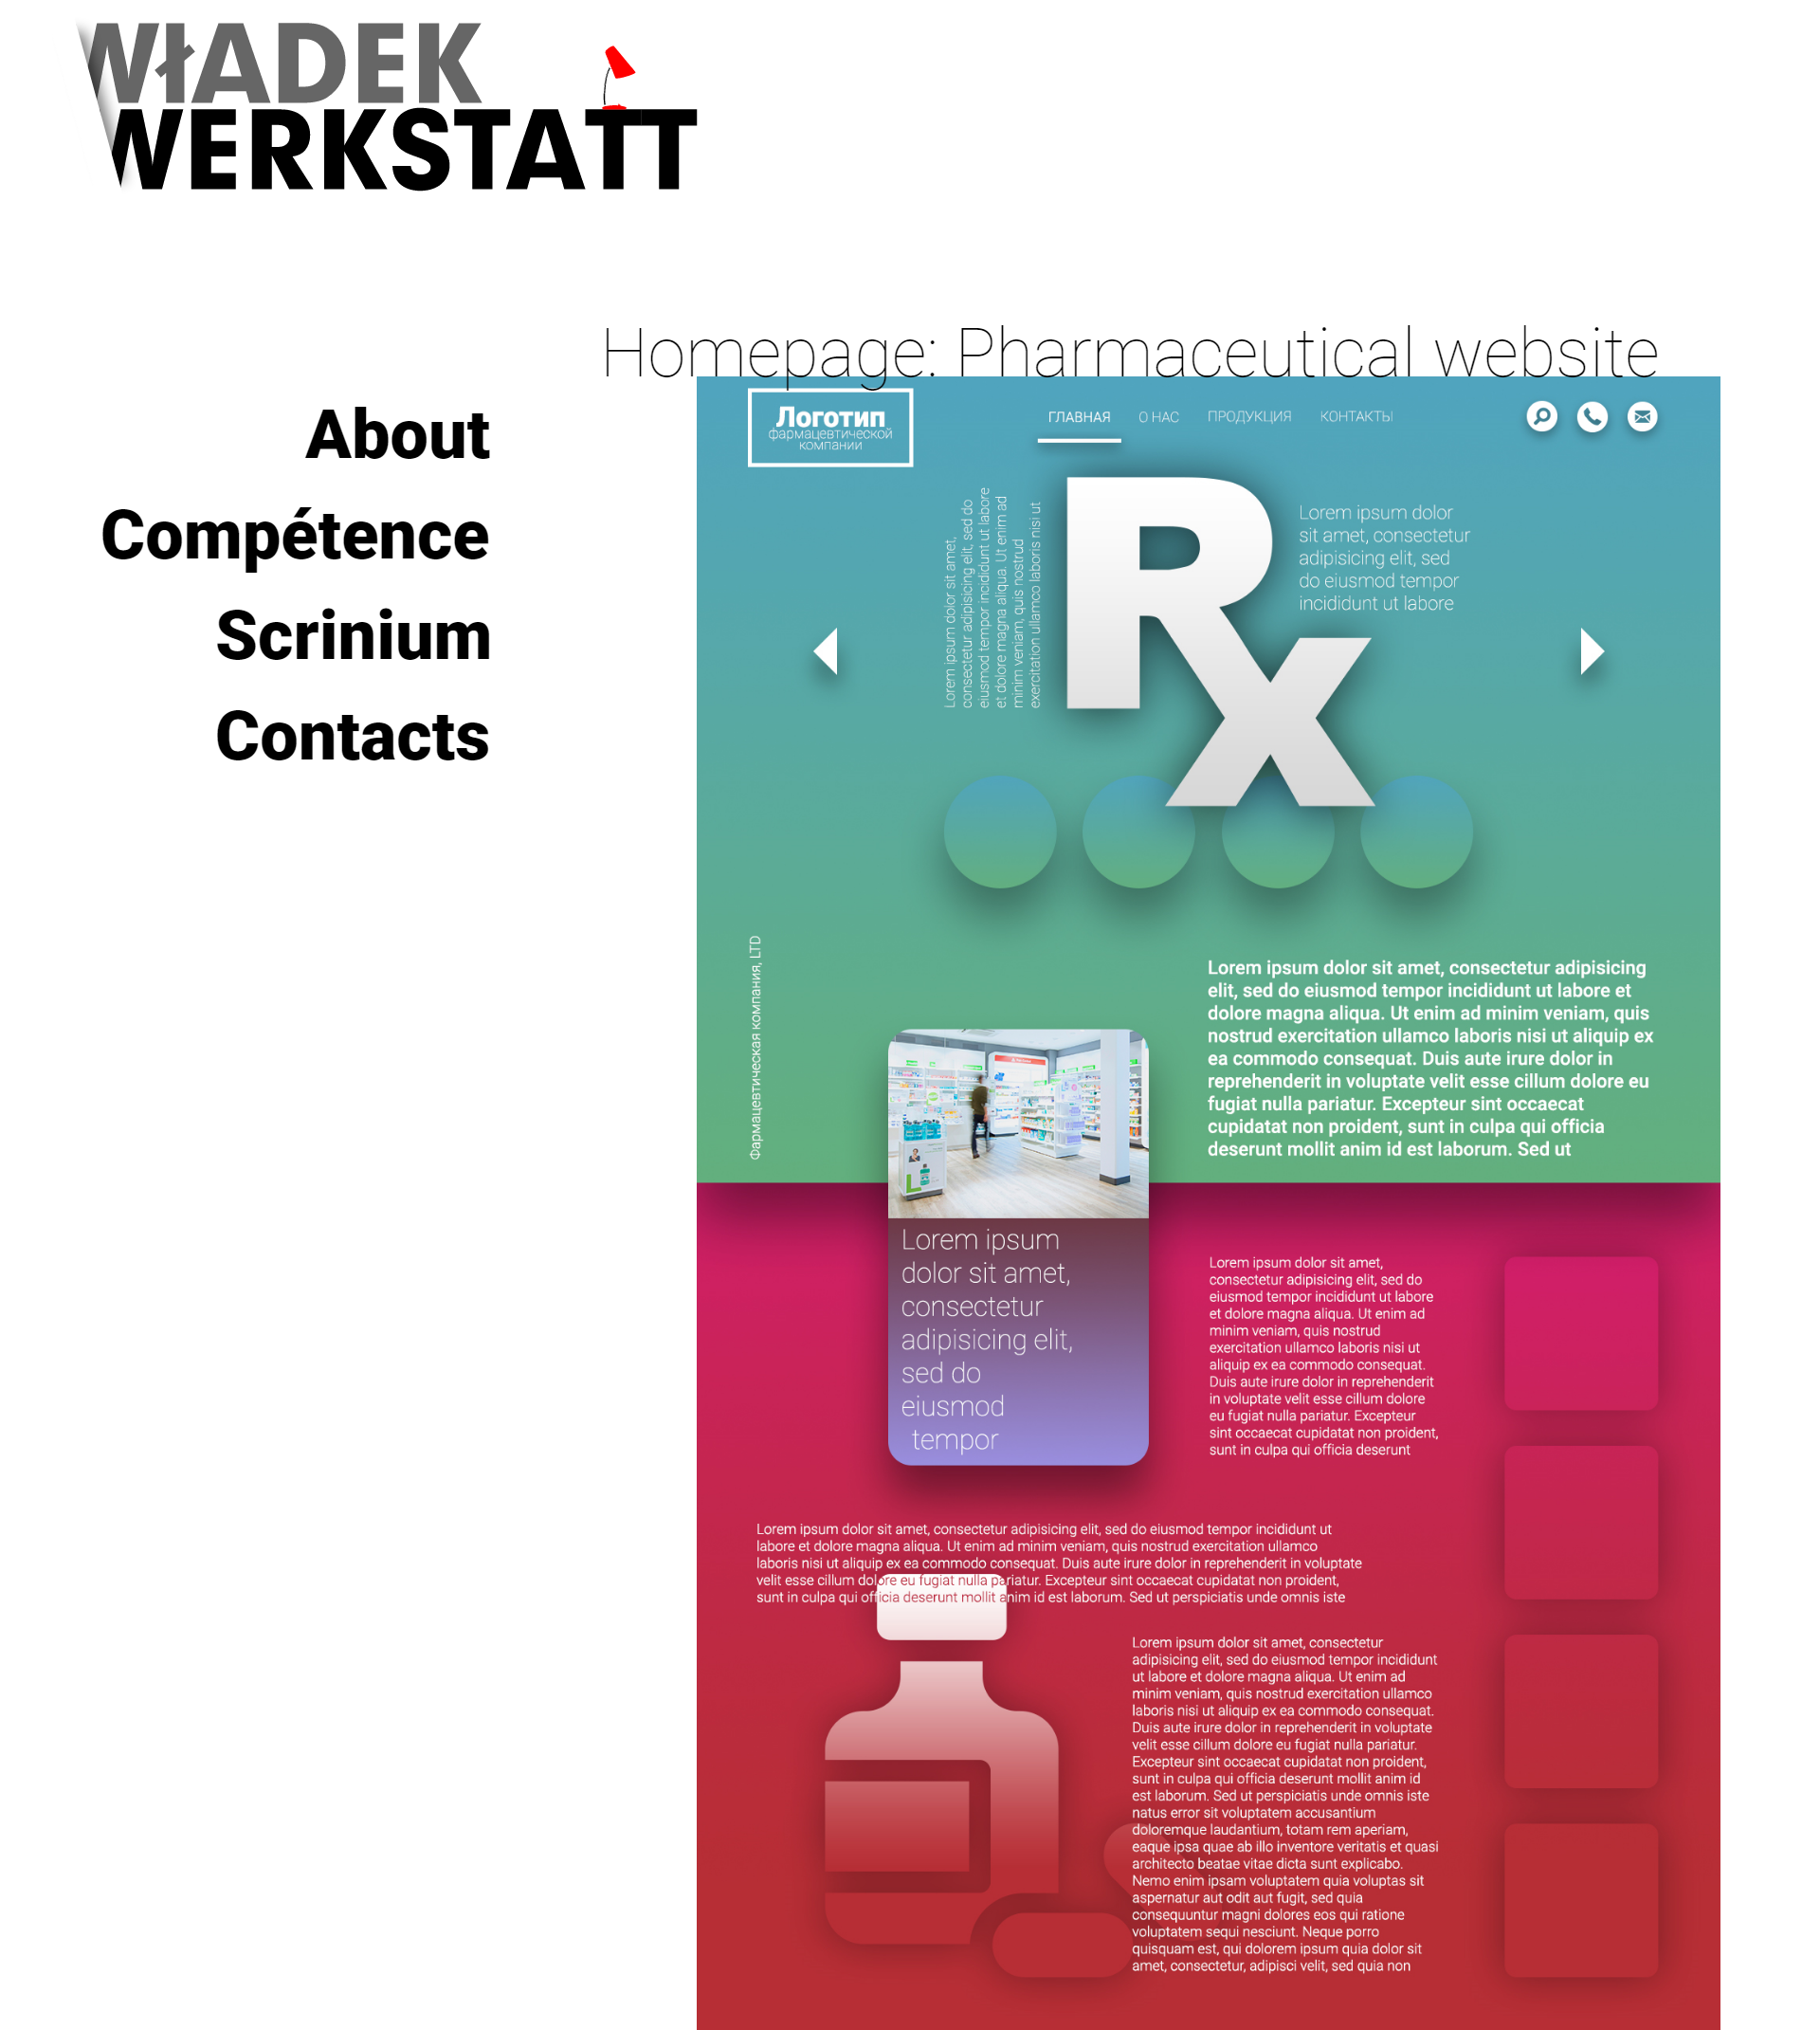 WłADEK
WERKSTATT
Homepage: Pharmaceutical website
About
Compétence
Scrinium
Contacts
Логотип
фармацевтической
компании
ГЛАВНАЯ
О НАС
ПРОДУКЦИЯ
КОНТАКТЫ
Lorem ipsum dolor sit amet,
consectetur adipisicing elit, sed do
eiusmod tempor incididunt ut labore
et dolore magna aliqua. Ut enim ad
minim veniam, quis nostrud
exercitation ullamco laboris nisi ut
Rx
Lorem ipsum dolor
sit amet, consectetur
adipisicing elit, sed
do eiusmod tempor
incididunt ut labore
Фармацевтическая компания, LTD
Lorem ipsum dolor sit amet, consectetur adipisicing
elit, sed do eiusmod tempor incididunt ut labore et
dolore magna aliqua. Ut enim ad minim veniam, quis
nostrud exercitation ullamco laboris nisi ut aliquip ex
ea commodo consequat. Duis aute irure dolor in
reprehenderit in voluptate velit esse cillum dolore eu
fugiat nulla pariatur. Excepteur sint occaecat
cupidatat non proident, sunt in culpa qui officia
deserunt mollit anim id est laborum. Sed ut
Lorem ipsum
dolor sit amet,
consectetur
adipisicing elit,
sed do
eiusmod
tempor
Lorem ipsum dolor sit amet,
consectetur adipisicing elit, sed do
eiusmod tempor incididunt ut labore
et dolore magna aliqua. Ut enim ad
minim veniam, quis nostrud
exercitation ullamco laboris nisi ut
aliquip ex ea commodo consequat.
Duis aute irure dolor in reprehenderit
in voluptate velit esse cillum dolore
eu fugiat nulla pariatur. Excepteur
sint occaecat cupidatat non proident,
sunt in culpa qui officia deserunt
Lorem ipsum dolor sit amet, consectetur adipisicing elit, sed do eiusmod tempor incididunt ut
labore et dolore magna aliqua. Ut enim ad minim veniam, quis nostrud exercitation ullamco
laboris nisi ut aliquip ex ea commodo consequat. Duis aute irure dolor in reprehenderit in voluptate
velit esse cillum dolore eu fugiat nulla pariatur. Excepteur sint occaecat cupidatat non proident,
sunt in culpa qui officia deserunt mollit anim id est laborum. Sed ut perspiciatis unde omnis iste
Lorem ipsum dolor sit amet, consectetur
adipisicing elit, sed do eiusmod tempor incididunt
ut labore et dolore magna aliqua. Ut enim ad
minim veniam, quis nostrud exercitation ullamco
laboris nisi ut aliquip ex ea commodo consequat.
Duis aute irure dolor in reprehenderit in voluptate
velit esse cillum dolore eu fugiat nulla pariatur.
Excepteur sint occaecat cupidatat non proident,
sunt in culpa qui officia deserunt mollit anim id
est laborum. Sed ut perspiciatis unde omnis iste
natus error sit voluptatem accusantium
doloremque laudantium, totam rem aperiam,
eaque ipsa quae ab illo inventore veritatis et quasi
architecto beatae vitae dicta sunt explicabo.
Nemo enim ipsam voluptatem quia voluptas sit
aspernatur aut odit aut fugit, sed quia
consequuntur magni dolores eos qui ratione
voluptatem sequi nesciunt. Neque porro
quisquam est, qui dolorem ipsum quia dolor sit
amet, consectetur, adipisci velit, sed quia non